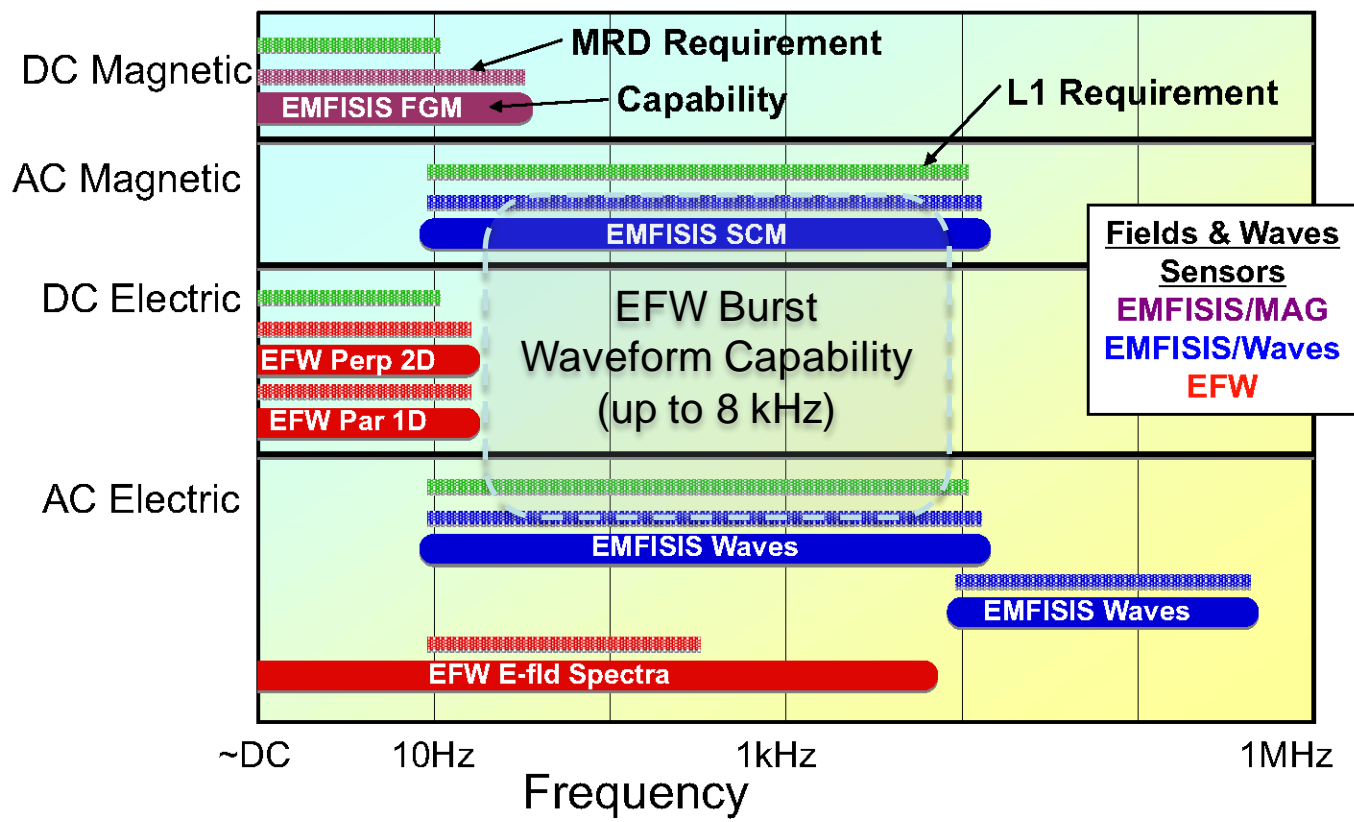 DC Magnetic
MRD Requirement
EMFISIS FGM
Capability
L1 Requirement
AC Magnetic
EMFISIS SCM
Fields & Waves
Sensors
EMFISIS/MAG
EMFISIS/Waves
EFW
DC Electric
EFW Perp 2D
EFW Par 1D
EFW Burst
Waveform Capability
(up to 8 kHz)
AC Electric
EMFISIS Waves
EMFISIS Waves
EFW E-fld Spectra
~DC
10Hz
1kHz
1MHz
Frequency